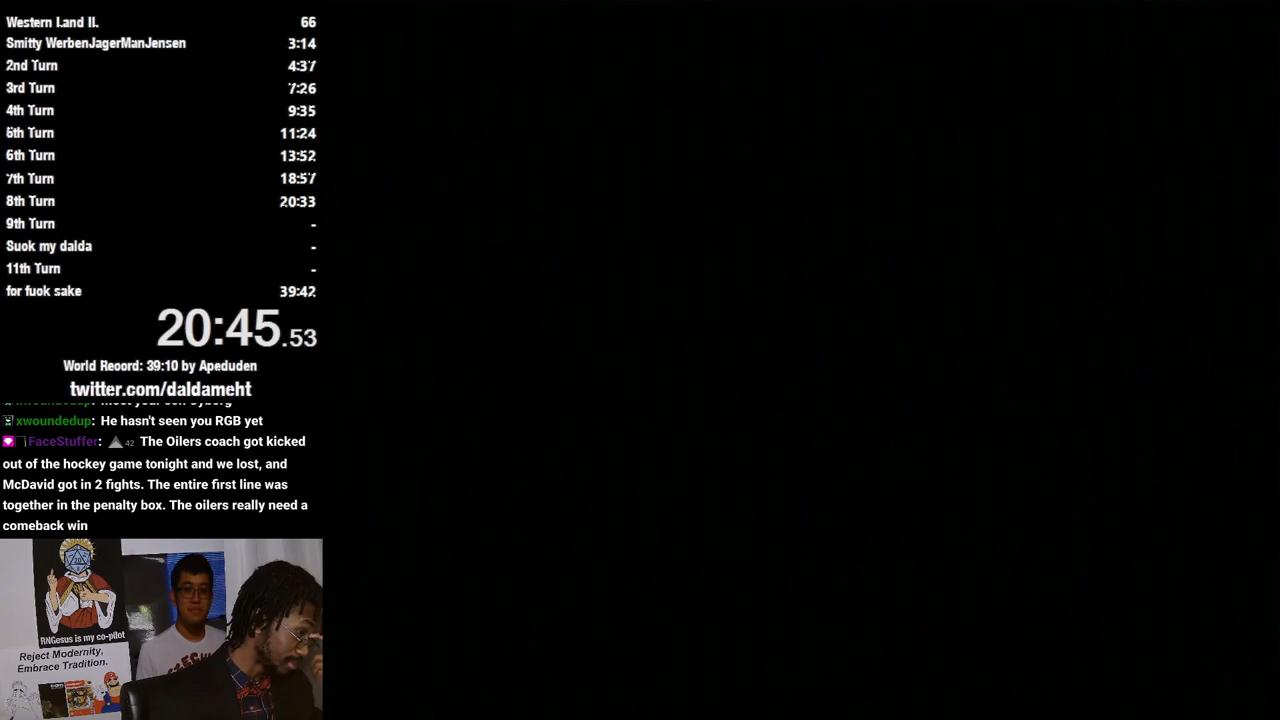 Western Land II. 66
Smitty WerbenJagerManJensen 3:14
2nd Turn 4:37
3rd Turn 7:26
4th Turn 9:35
5th Turn 11:24
6th Turn 13:52
7th Turn 18:57
8th Turn 20:33
9th Turn -
Suck my dalda -
11th Turn -
for fuck sake 39:42
20:45.53
World Record: 39:10 by Apeduden
twitter.com/daldameht
xwoundedup: He hasn't seen you RGB yet
FaceStuffer: 42 The Oilers coach got kicked
out of the hockey game tonight and we lost, and
McDavid got in 2 fights. The entire first line was
together in the penalty box. The oilers really need a
comeback win
RNGesus is my co-pilot
Reject Modernity,
Embrace Tradition.